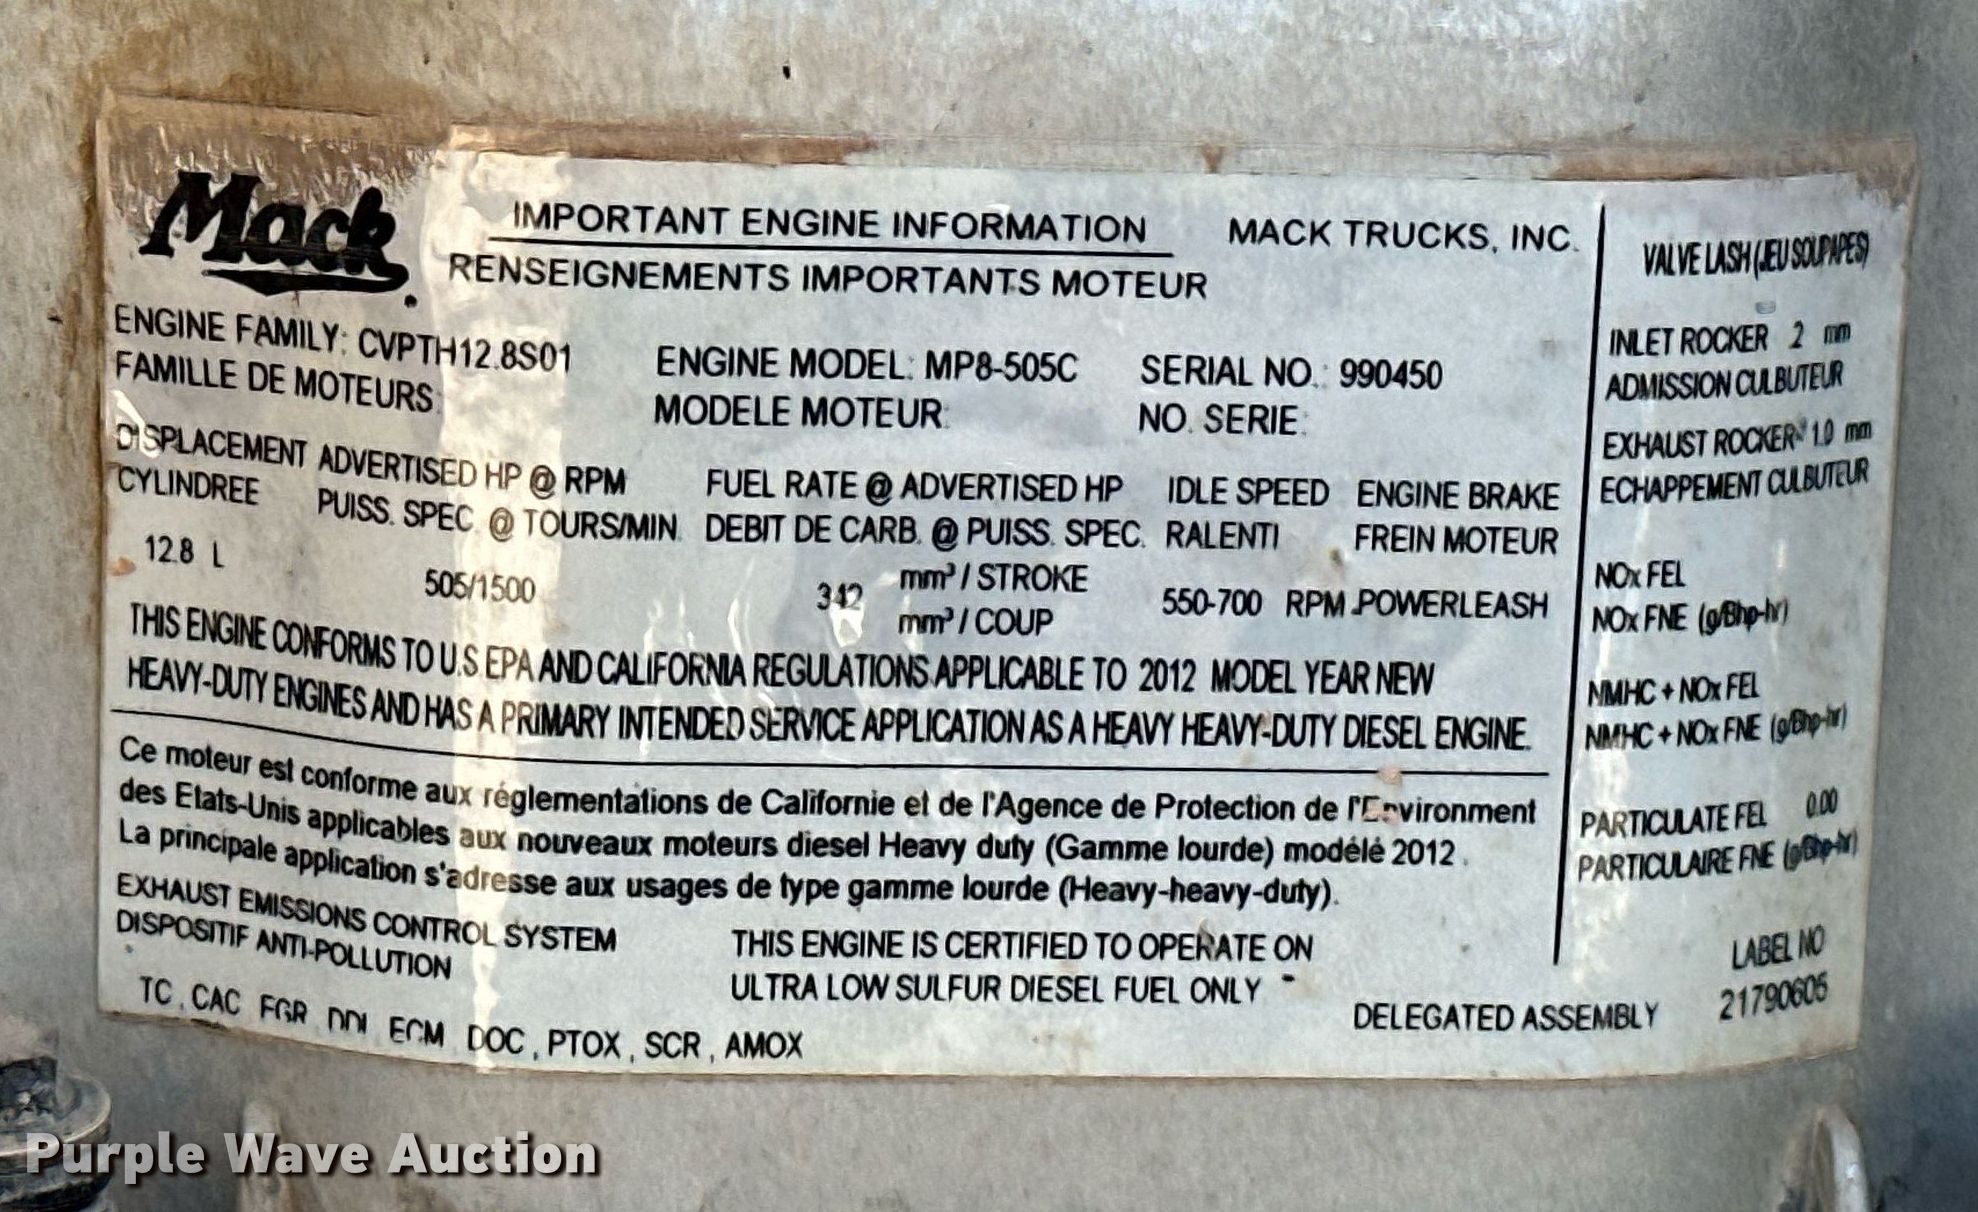 Mack
IMPORTANT ENGINE INFORMATION MACK TRUCKS, INC.
RENSEIGNEMENTS IMPORTANTS MOTEUR
ENGINE FAMILY: CVPTH12.8S01 ENGINE MODEL: MP8-505C SERIAL NO. : 990450
FAMILLE DE MOTEURS: MODELE MOTEUR: NO. SERIE:
DISPLACEMENT ADVERTISED HP @ RPM FUEL RATE @ ADVERTISED HP IDLE SPEED ENGINE BRAKE
CYLINDREE PUISS. SPEC. @ TOURS/MIN. DEBIT DE CARB. @ PUISS. SPEC. RALENTI FREIN MOTEUR
12.8 L 505/1500 342 mm³ / STROKE 550-700 RPM POWERLEASH
mm³ / COUP
THIS ENGINE CONFORMS TO U.S EPA AND CALIFORNIA REGULATIONS APPLICABLE TO 2012 MODEL YEAR NEW
HEAVY-DUTY ENGINES AND HAS A PRIMARY INTENDED SERVICE APPLICATION AS A HEAVY HEAVY-DUTY DIESEL ENGINE.
Ce moteur est conforme aux réglementations de Californie et de l'Agence de Protection de l'Environment
des Etats-Unis applicables aux nouveaux moteurs diesel Heavy duty (Gamme lourde) modélé 2012 .
La principale application s'adresse aux usages de type gamme lourde (Heavy-heavy-duty).
EXHAUST EMISSIONS CONTROL SYSTEM
DISPOSITIF ANTI-POLLUTION
TC , CAC EGR DDI ECM DOC , PTOX , SCR , AMOX
THIS ENGINE IS CERTIFIED TO OPERATE ON
ULTRA LOW SULFUR DIESEL FUEL ONLY
DELEGATED ASSEMBLY
VALVE LASH (JEU SOUPAPES)
INLET ROCKER 2 mm
ADMISSION CULBUTEUR
EXHAUST ROCKER 1.0 mm
ECHAPPEMENT CULBUTEUR
NOx FEL
NOx FNE (g/Bhp-hr)
NMHC + NOx FEL
NMHC + NOx FNE (g/Bhp-hr)
PARTICULATE FEL 0.00
PARTICULAIRE FNE (g/Bhp-hr)
LABEL NO
21790605
Purple Wave Auction